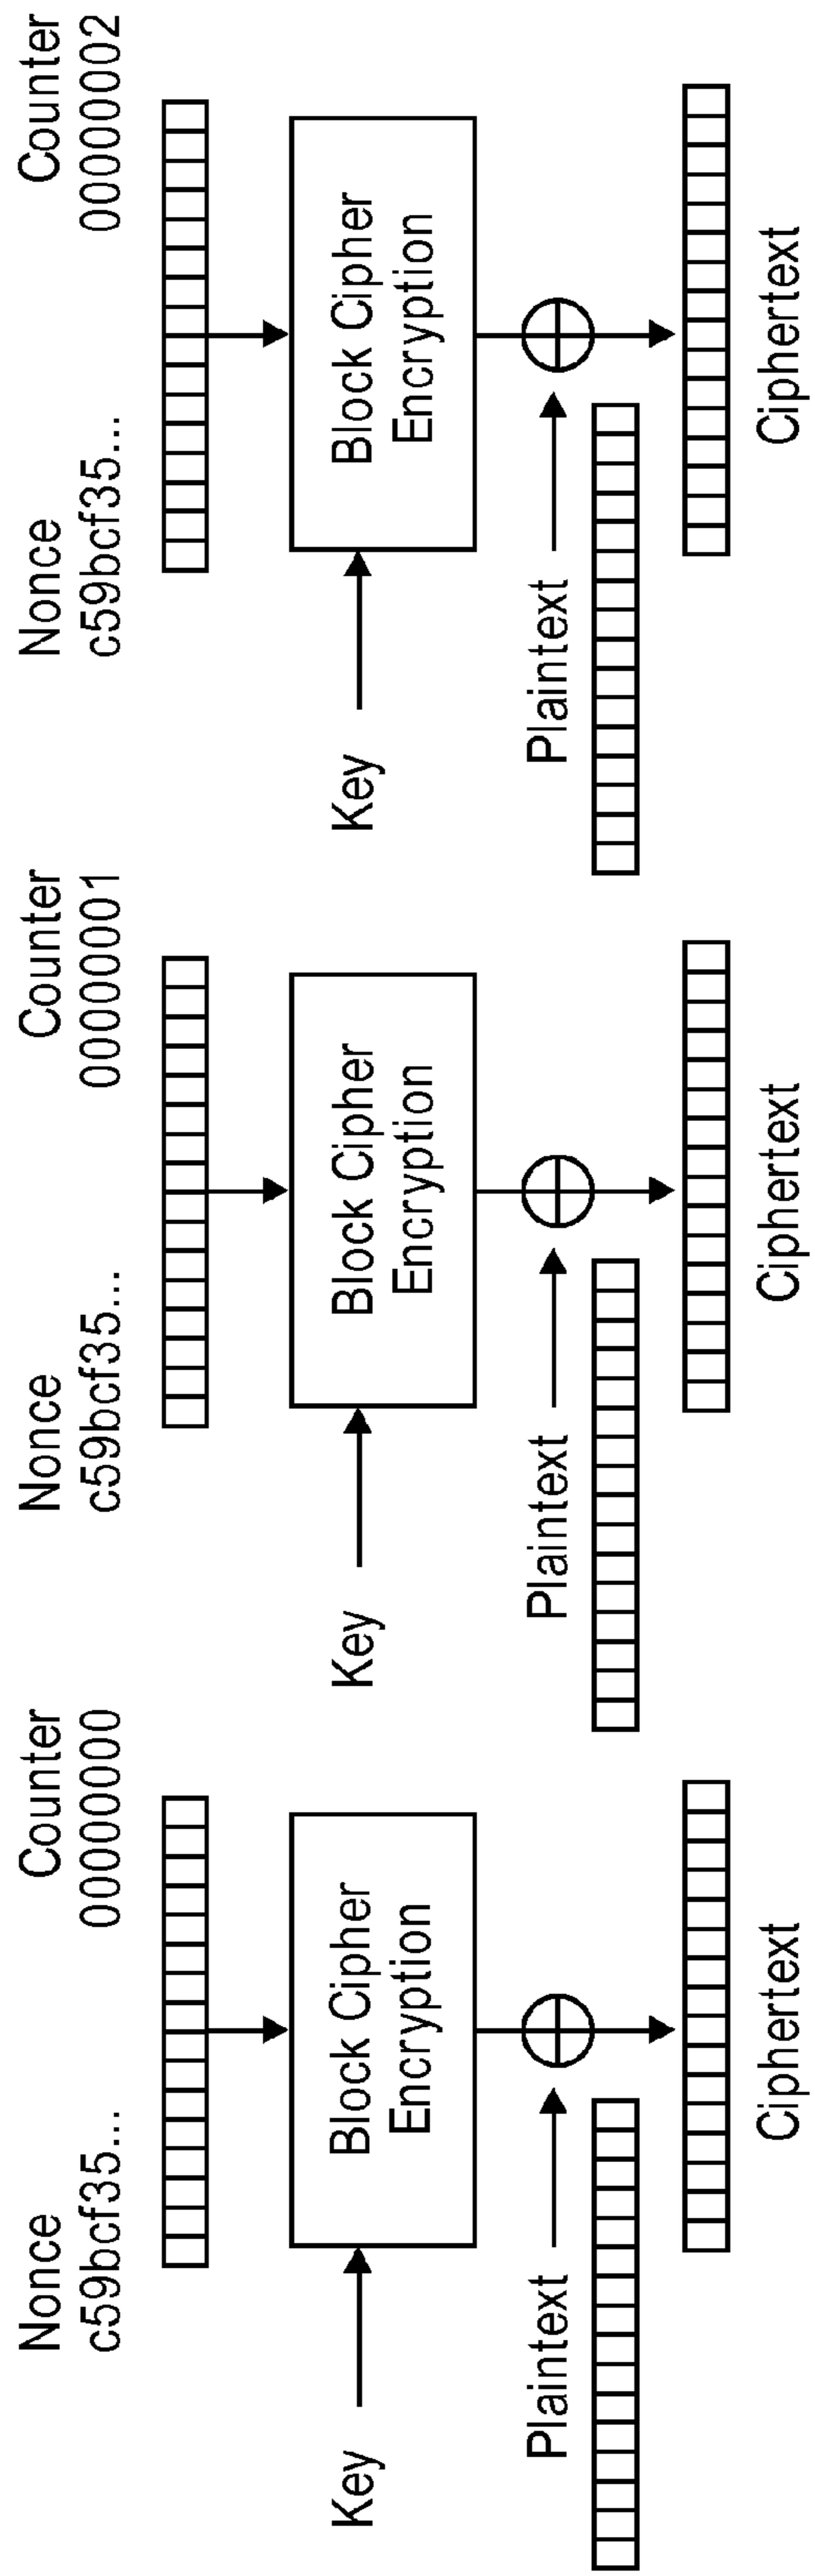 Nonce
Counter
c59bcf35...
00000000
Key
Block Cipher
Encryption
Plaintext
Ciphertext
Nonce
Counter
c59bcf35...
00000001
Key
Block Cipher
Encryption
Plaintext
Ciphertext
Nonce
Counter
c59bcf35...
00000002
Key
Block Cipher
Encryption
Plaintext
Ciphertext